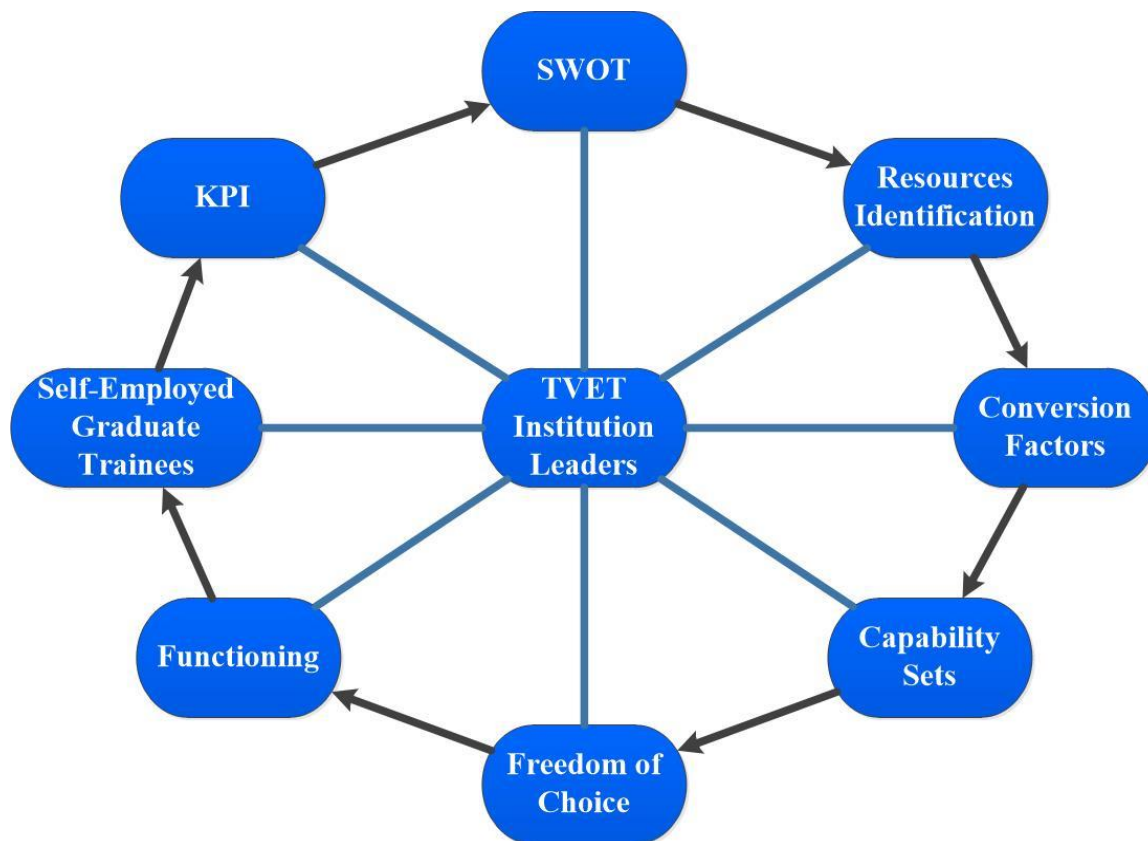 SWOT
Resources
Identification
KPI
Self-Employed
Graduate
Trainees
TVET
Institution
Leaders
Conversion
Factors
Functioning
Capability
Sets
Freedom of
Choice